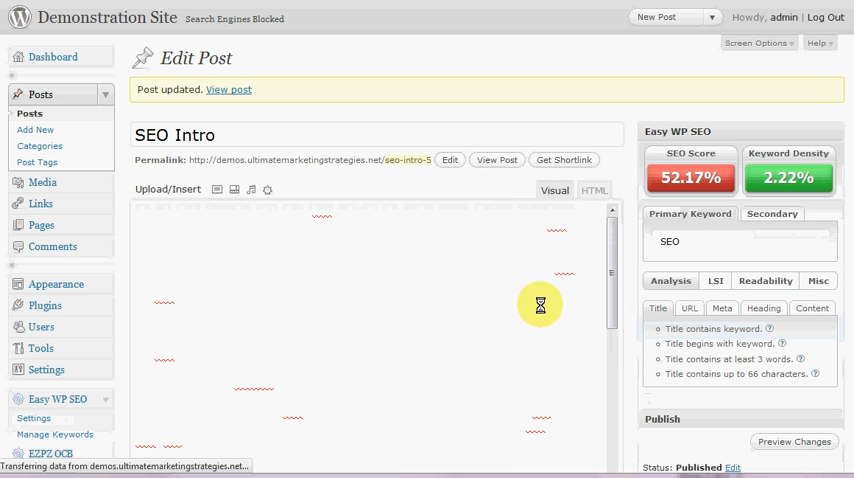 Demonstration Site Search Engines Blocked
New Post
Howdy, admin | Log Out
Screen Options
Help
Dashboard
Posts
Posts
Add New
Categories
Post Tags
Media
Links
Pages
Comments
Appearance
Plugins
Users
Tools
Settings
Easy WP SEO
Settings
Manage Keywords
EZPZ OCB
Transferring data from demos.ultimatemarketingstrategies.net...
Edit Post
Post updated. View post
SEO Intro
Permalink: http://demos.ultimatemarketingstrategies.net/seo-intro-5 Edit View Post Get Shortlink
Upload/Insert
Visual HTML
Easy WP SEO
SEO Score Keyword Density
52.17% 2.22%
Primary Keyword Secondary
SEO
Analysis LSI Readability Misc
Title URL Meta Heading Content
Title contains keyword. ?
Title begins with keyword. ?
Title contains at least 3 words. ?
Title contains up to 66 characters. ?
Publish
Preview Changes
Status: Published Edit